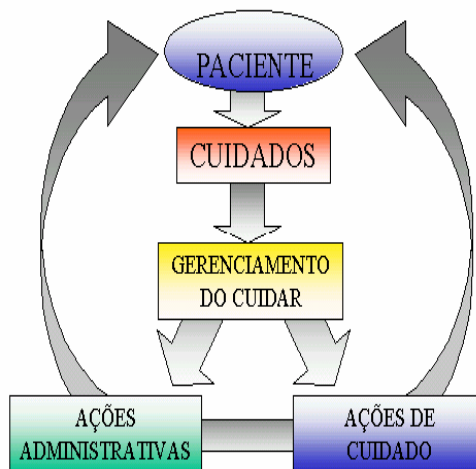 PACIENTE
CUIDADOS
GERENCIAMENTO
DO CUIDAR
AÇÕES
ADMINISTRATIVAS
AÇÕES DE
CUIDADO